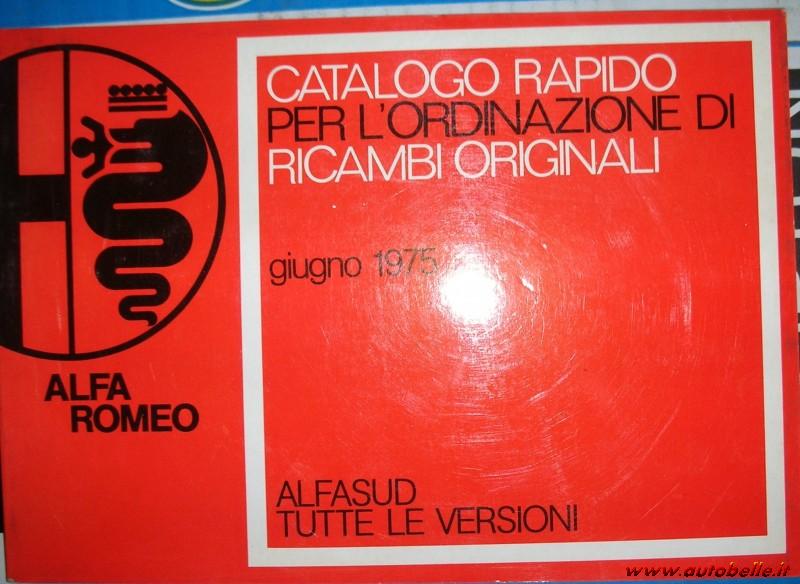 CATALOGO RAPIDO
PER L'ORDINAZIONE DI
RICAMBI ORIGINALI
giugno 1975
ALFA
ROMEO
ALFASUD
TUTTE LE VERSIONI
www.autobelle.it